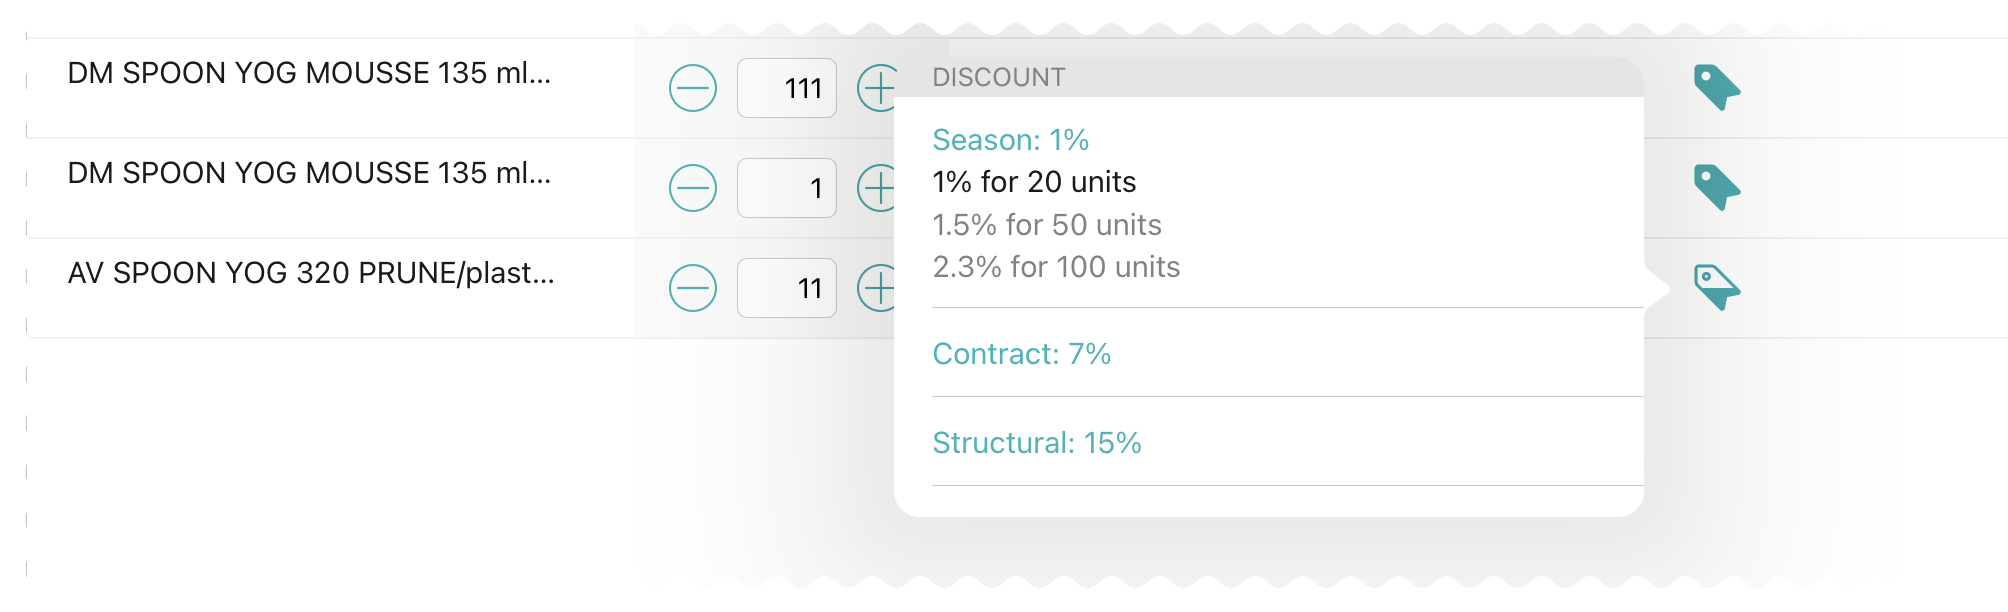 DM SPOON YOG MOUSSE 135 ml...
111
DM SPOON YOG MOUSSE 135 ml...
1
AV SPOON YOG 320 PRUNE/plast...
11
DISCOUNT
Season: 1%
1% for 20 units
1.5% for 50 units
2.3% for 100 units
Contract: 7%
Structural: 15%